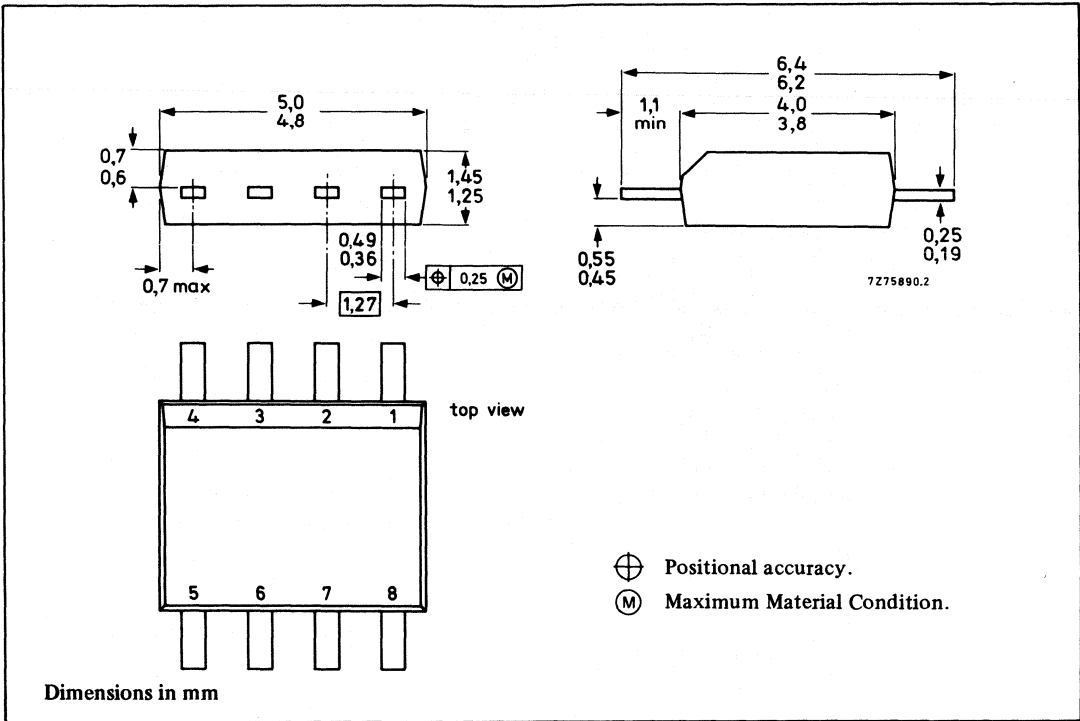 5,0
4,8
0,7
0,6
1,45
1,25
0,49
0,36
0,25 M
0,7 max
1,27
6,4
6,2
1,1
min
4,0
3,8
0,55
0,45
0,25
0,19
7Z75890.2
4 3 2 1
top view
5 6 7 8
Positional accuracy.
M Maximum Material Condition.
Dimensions in mm